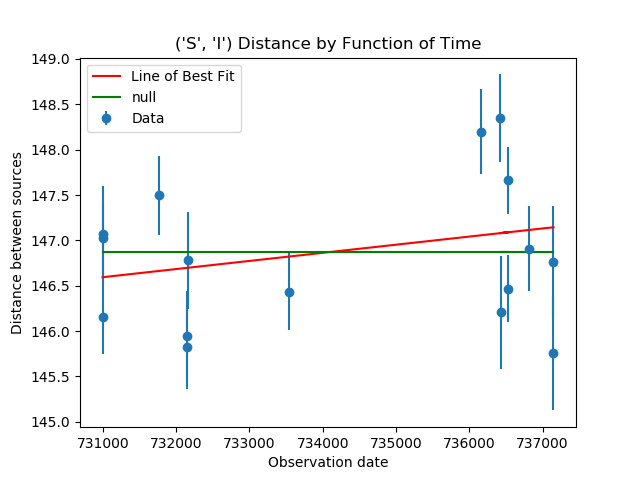 ('S', 'I') Distance by Function of Time
Line of Best Fit
null
Data
Distance between sources
149.0
148.5
148.0
147.5
147.0
146.5
146.0
145.5
145.0
731000 732000 733000 734000 735000 736000 737000
Observation date